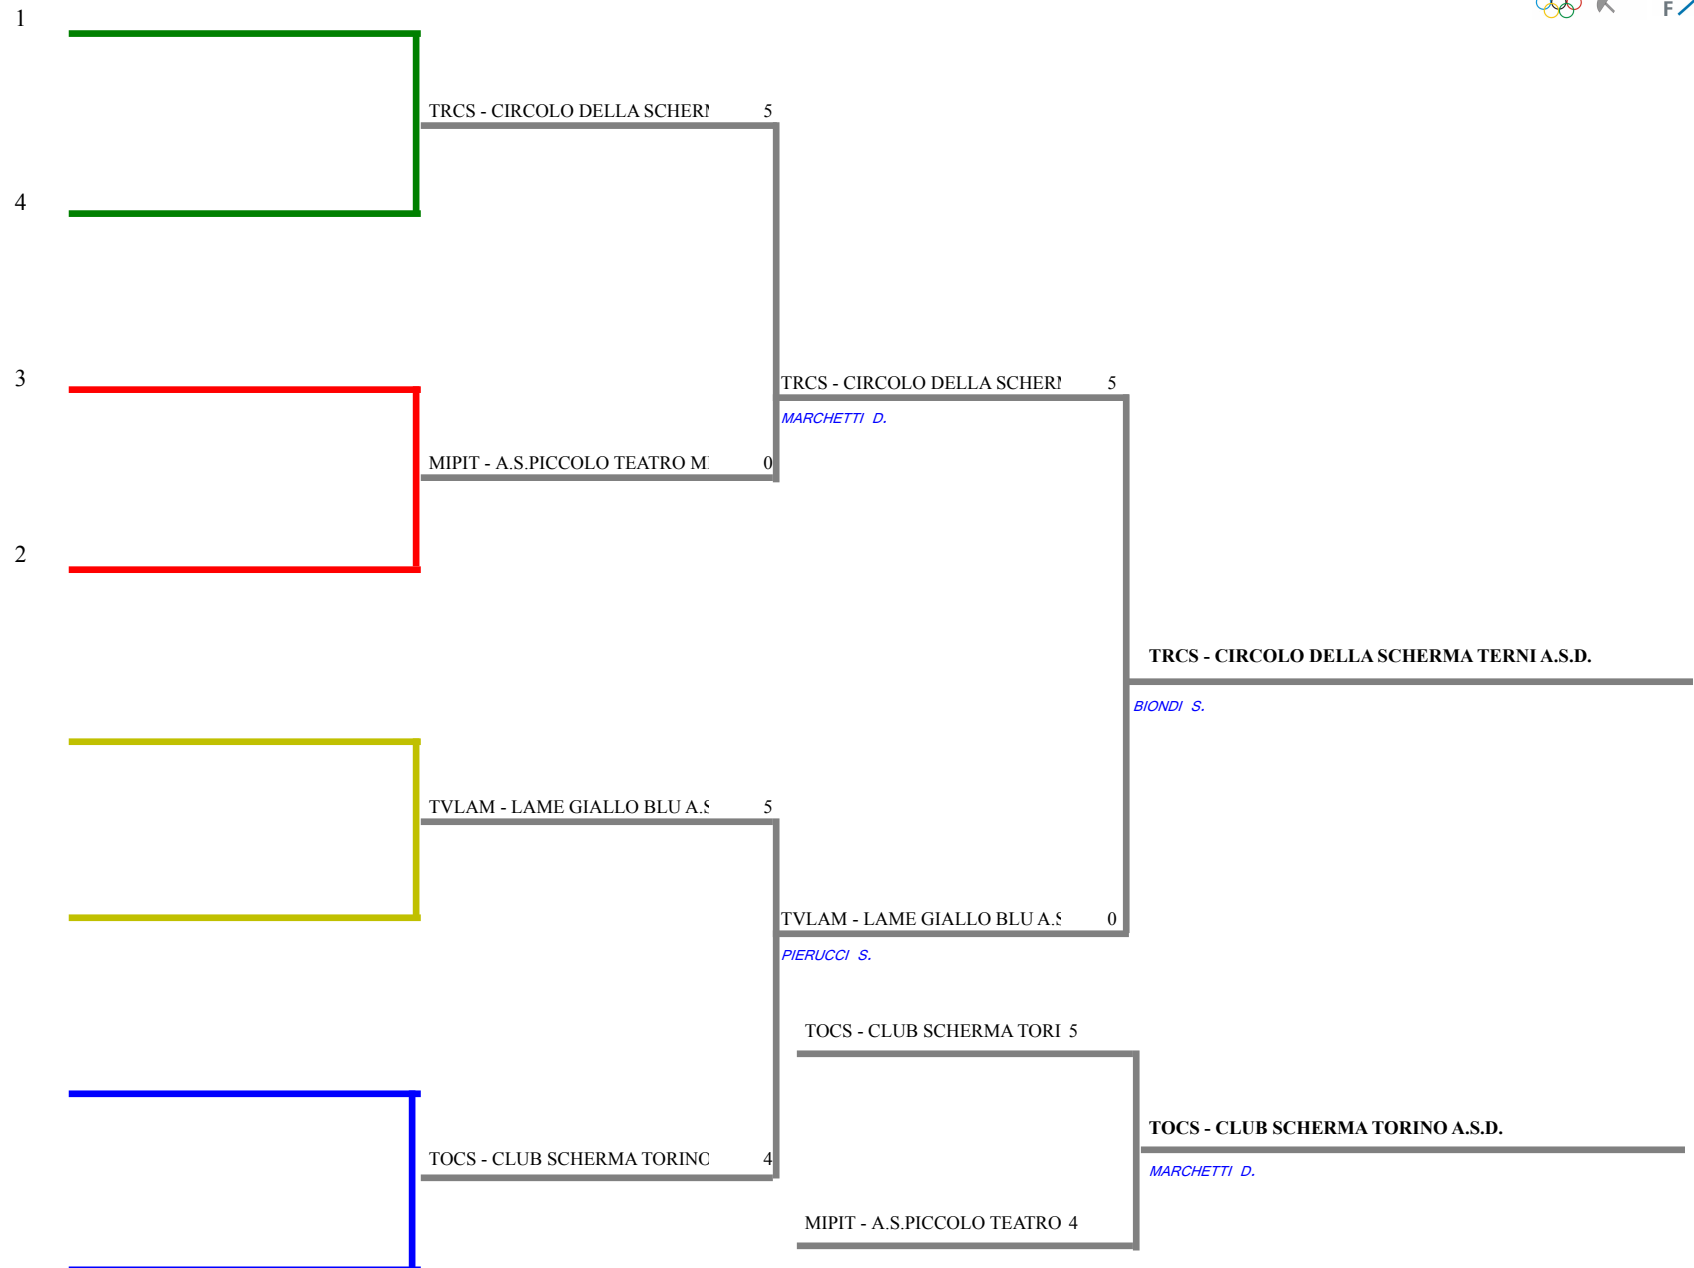 F
1
TRCS - CIRCOLO DELLA SCHER 5
4
3
TRCS - CIRCOLO DELLA SCHER 5
MARCHETTI D.
MIPIT - A.S.PICCOLO TEATRO M 0
2
TRCS - CIRCOLO DELLA SCHERMA TERNI A.S.D.
BIONDI S.
TVLAM - LAME GIALLO BLU A.S 5
TVLAM - LAME GIALLO BLU A.S 0
PIERUCCI S.
TOCS - CLUB SCHERMA TORI 5
TOCS - CLUB SCHERMA TORINO A.S.D.
TOCS - CLUB SCHERMA TORINO 4
MARCHETTI D.
MIPIT - A.S.PICCOLO TEATRO 4